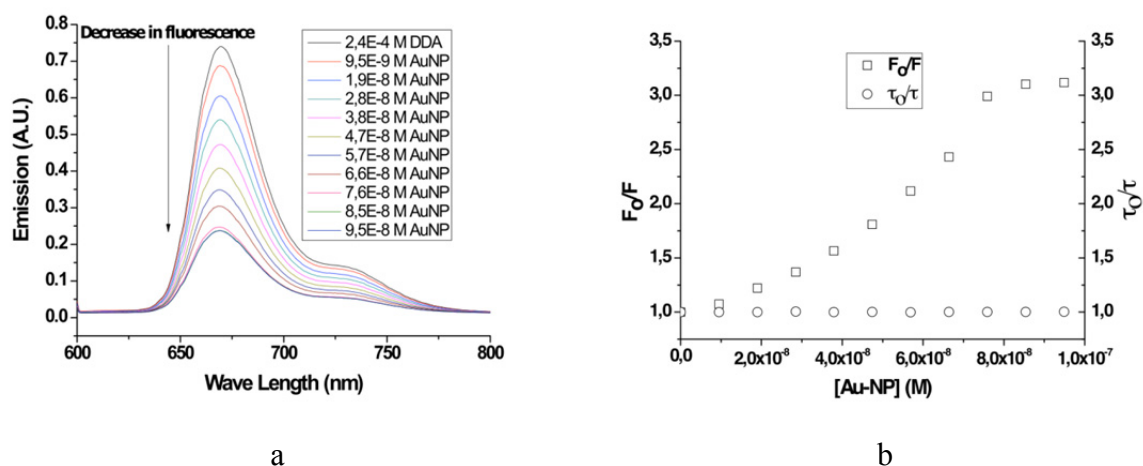 Decrease in fluorescence
2,4E-4 M DDA
9,5E-9 M AuNP
1,9E-8 M AuNP
2,8E-8 M AuNP
3,8E-8 M AuNP
4,7E-8 M AuNP
5,7E-8 M AuNP
6,6E-8 M AuNP
7,6E-8 M AuNP
8,5E-8 M AuNP
9,5E-8 M AuNP
Emission (A.U.)
0.8
0.7
0.6
0.5
0.4
0.3
0.2
0.1
0.0
600
650
700
750
800
Wave Length (nm)
a
F₀/F
τ₀/τ
F₀/F
3,5
3,0
2,5
2,0
1,5
1,0
3,5
3,0
2,5
2,0
1,5
1,0
τ₀/τ
0,0
2,0x10⁻⁸
4,0x10⁻⁸
6,0x10⁻⁸
8,0x10⁻⁸
1,0x10⁻⁷
[Au-NP] (M)
b